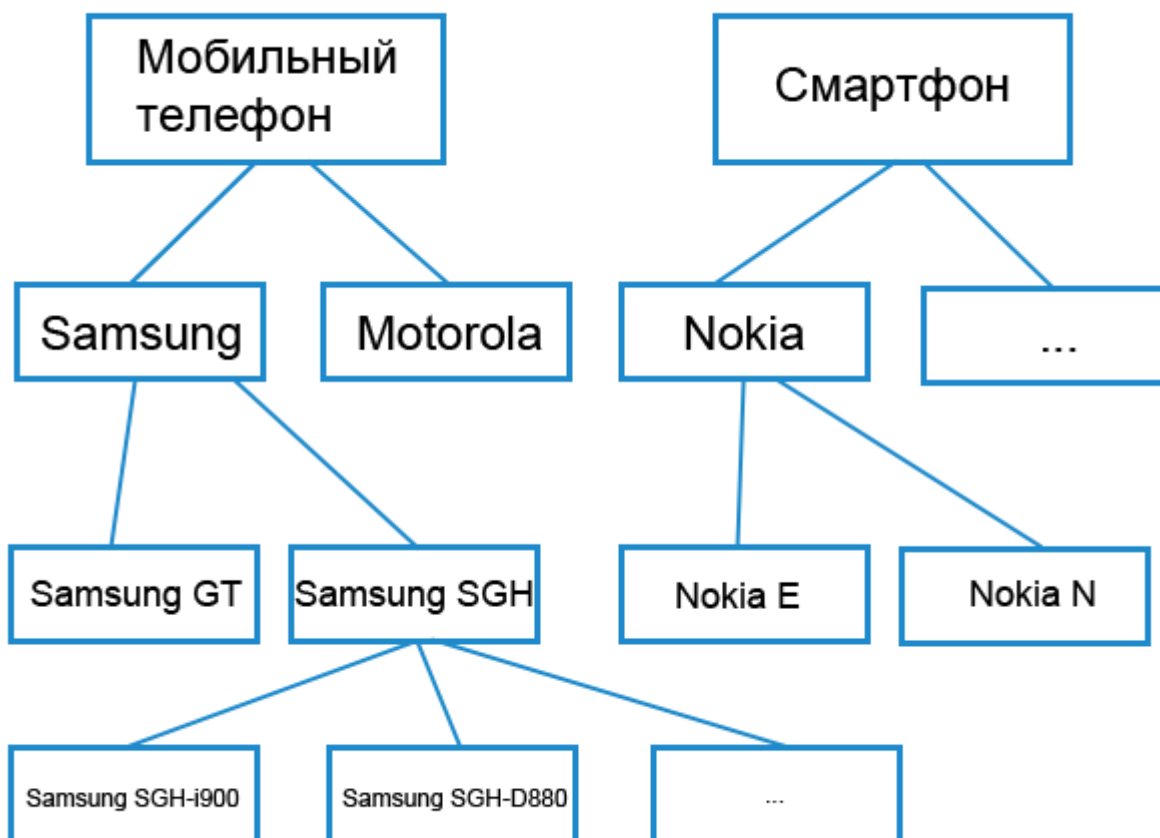 Мобильный
телефон
Смартфон
Samsung
Motorola
Nokia
...
Samsung GT
Samsung SGH
Nokia E
Nokia N
Samsung SGH-i900
Samsung SGH-D880
...